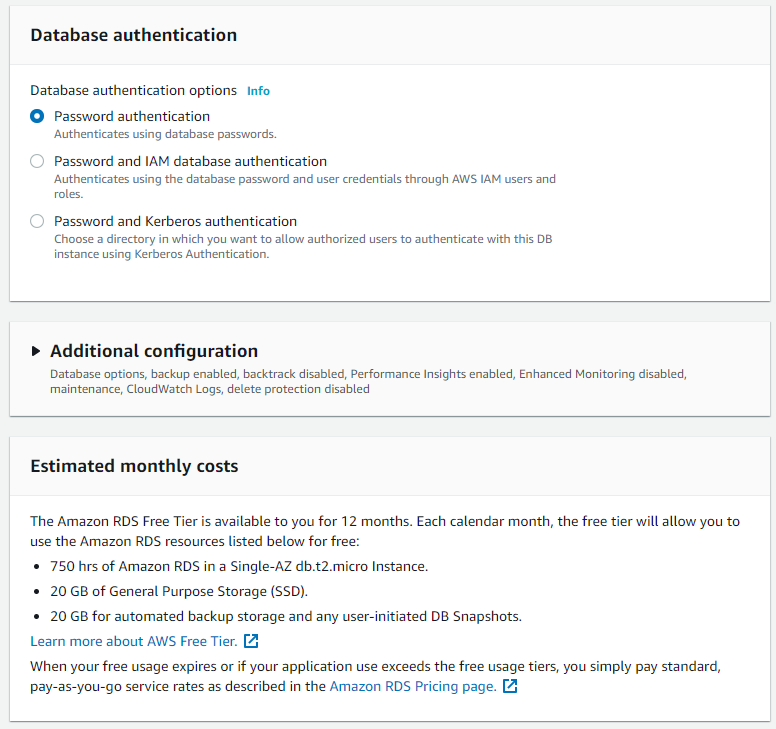 Database authentication
Database authentication options Info
Password authentication
Authenticates using database passwords.
Password and IAM database authentication
Authenticates using the database password and user credentials through AWS IAM users and
roles.
Password and Kerberos authentication
Choose a directory in which you want to allow authorized users to authenticate with this DB
instance using Kerberos Authentication.
Additional configuration
Database options, backup enabled, backtrack disabled, Performance Insights enabled, Enhanced Monitoring disabled,
maintenance, CloudWatch Logs, delete protection disabled
Estimated monthly costs
The Amazon RDS Free Tier is available to you for 12 months. Each calendar month, the free tier will allow you to
use the Amazon RDS resources listed below for free:
• 750 hrs of Amazon RDS in a Single-AZ db.t2.micro Instance.
• 20 GB of General Purpose Storage (SSD).
• 20 GB for automated backup storage and any user-initiated DB Snapshots.
Learn more about AWS Free Tier.
When your free usage expires or if your application use exceeds the free usage tiers, you simply pay standard,
pay-as-you-go service rates as described in the Amazon RDS Pricing page.